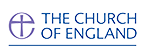 THE CHURCH
OF ENGLAND